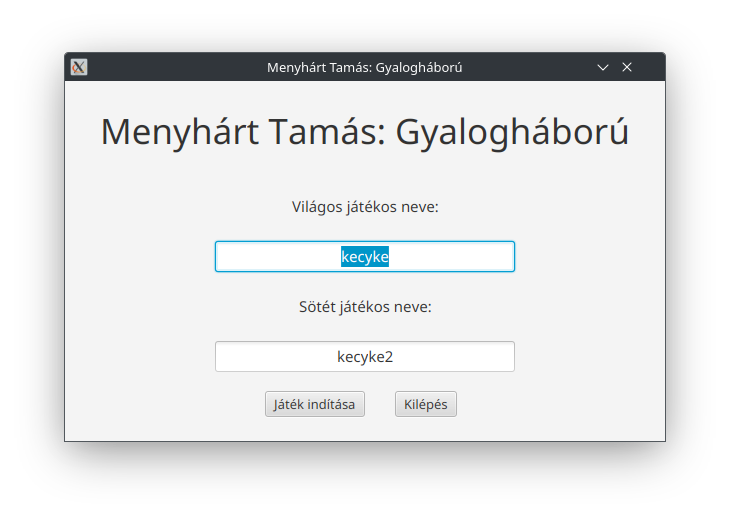 Menyhárt Tamás: Gyalogháború
Menyhárt Tamás: Gyalogháború
Világos játékos neve:
kecyke
Sötét játékos neve:
kecyke2
Játék indítása Kilépés